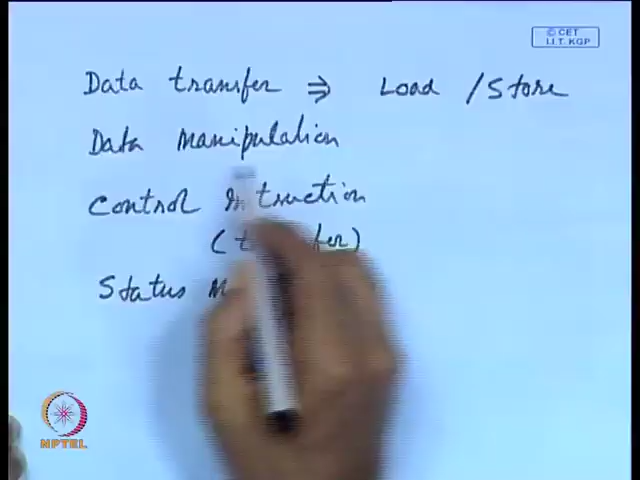 © CET
I.I.T. KGP
Data transfer ⇒ Load / Store
Data Manipulation
Control
Status
NPTEL